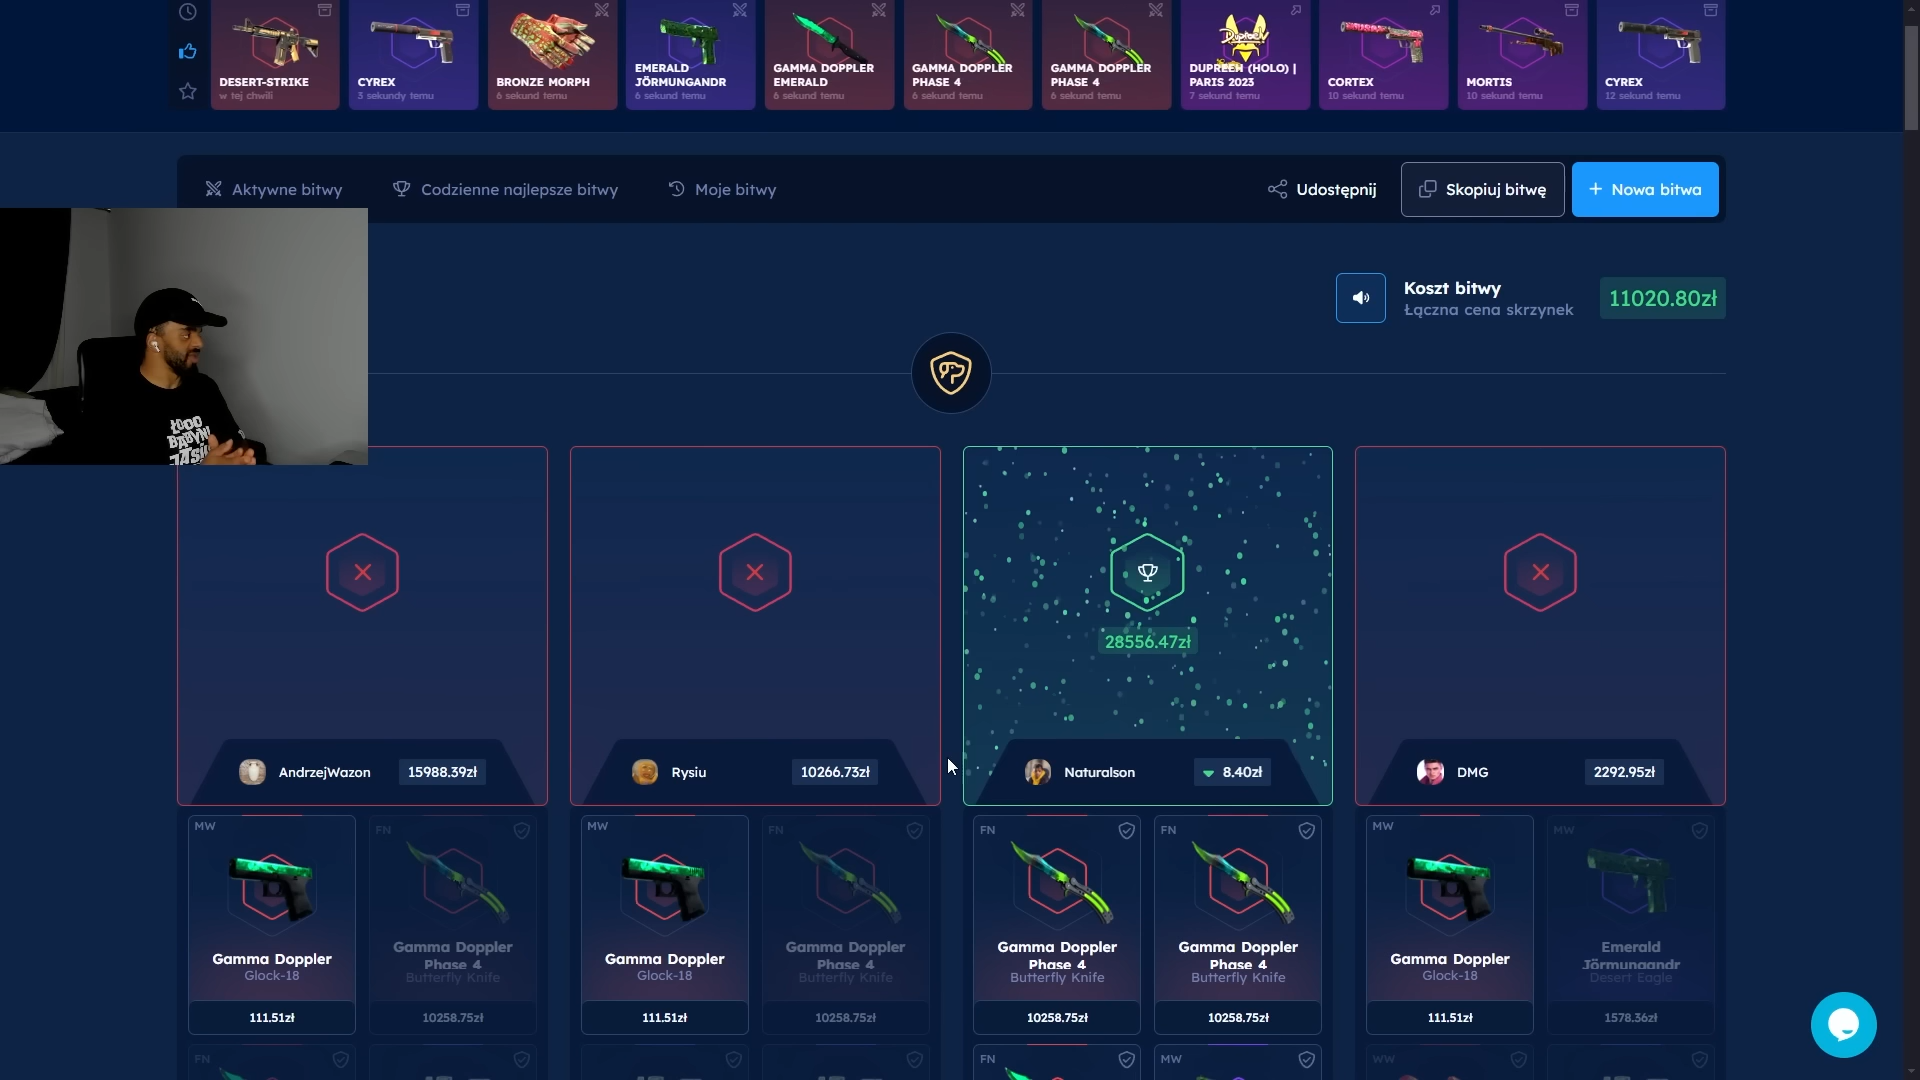 DESERT-STRIKE
w tej chwili
CYREX
3 sekundy temu
BRONZE MORPH
6 sekund temu
EMERALD
JÖRMUNGANDR
6 sekund temu
GAMMA DOPPLER
EMERALD
6 sekund temu
GAMMA DOPPLER
PHASE 4
6 sekund temu
GAMMA DOPPLER
PHASE 4
6 sekund temu
DUPREEH (HOLO) |
PARIS 2023
7 sekund temu
CORTEX
10 sekund temu
MORTIS
10 sekund temu
CYREX
12 sekund temu
Aktywne bitwy
Codzienne najlepsze bitwy
Moje bitwy
Udostępnij
Skopiuj bitwę
Nowa bitwa
Koszt bitwy
Łączna cena skrzynek
11020.80zł
28556.47zł
AndrzejWazon
15988.39zł
Rysiu
10266.73zł
Naturalson
8.40zł
DMG
2292.95zł
MW
Gamma Doppler
Glock-18
111.51zł
FN
Gamma Doppler
Phase 4
Butterfly Knife
10258.75zł
MW
Gamma Doppler
Glock-18
111.51zł
FN
Gamma Doppler
Phase 4
Butterfly Knife
10258.75zł
FN
Gamma Doppler
Phase 4
Butterfly Knife
10258.75zł
FN
Gamma Doppler
Phase 4
Butterfly Knife
10258.75zł
MW
Gamma Doppler
Glock-18
111.51zł
MW
Emerald
Jörmungandr
Desert Eagle
1578.36zł
FN
FN
MW
WW